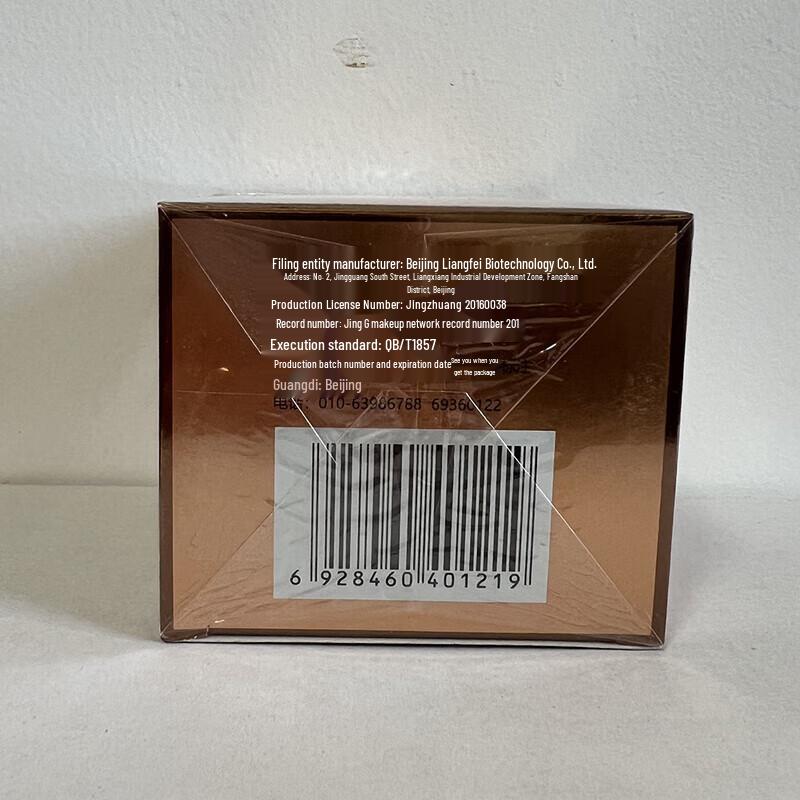 Filing entity manufacturer: Beijing Liangfei Biotechnology Co., Ltd.
Address: No. 2, Jingguang South Street, Liangxiang Industrial Development Zone, Fangshan
District, Beijing
Production License Number: Jingzhuang 20160038
Record number: Jing G makeup network record number 201
Execution standard: QB/T1857
Production batch number and expiration date See you when you
get the package
Guangdi: Beijing
电话: 010-63986788 69360122
6 928460 401219